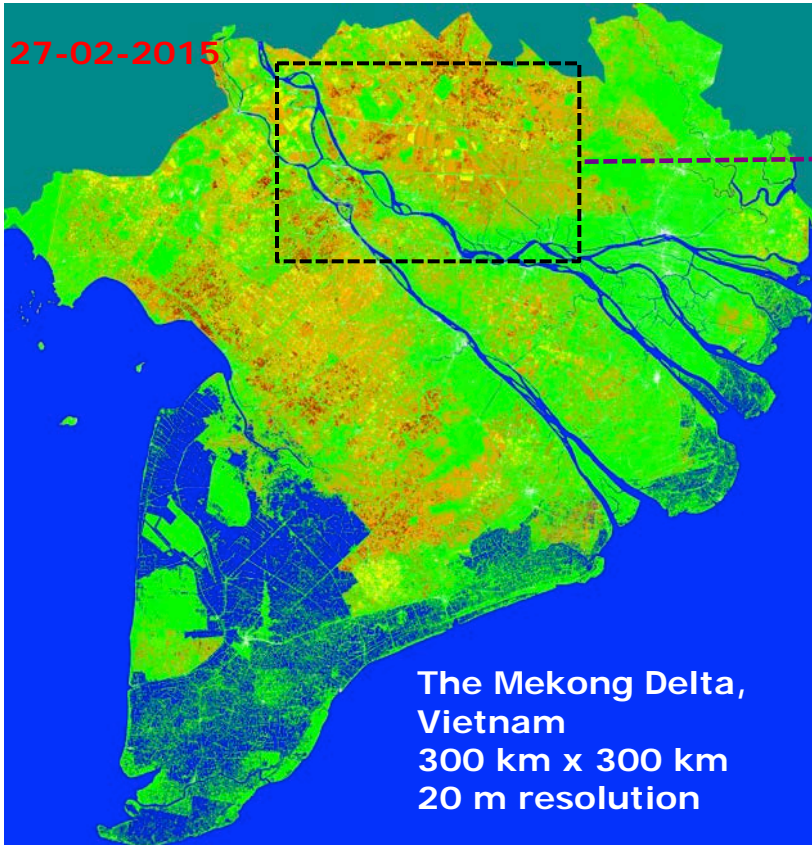 27-02-2015
The Mekong Delta,
Vietnam
300 km x 300 km
20 m resolution